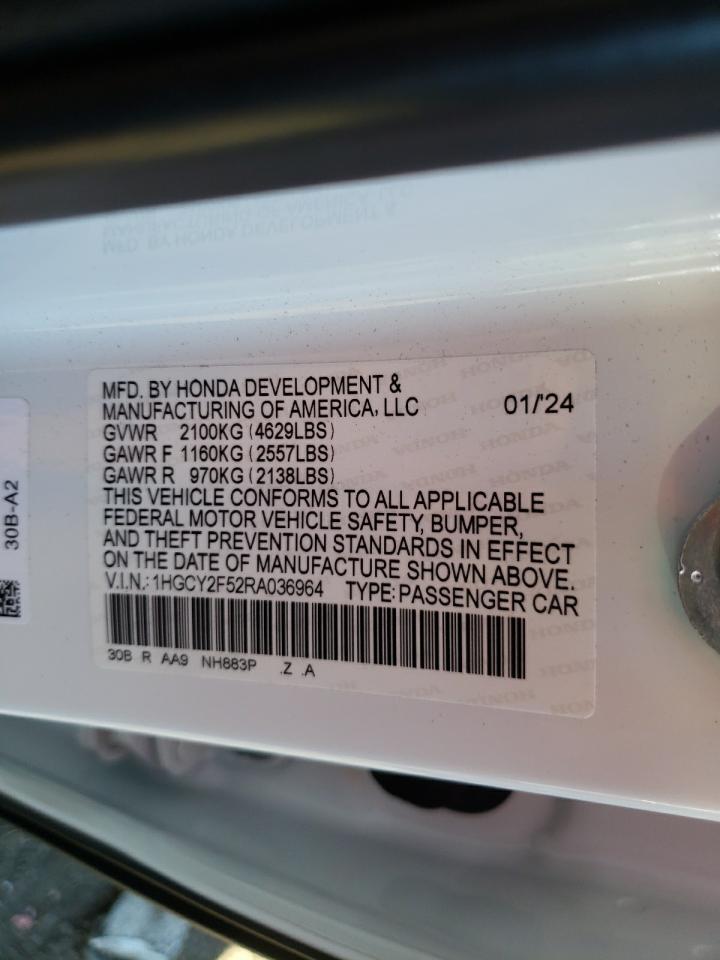 MFD. BY HONDA DEVELOPMENT &
MANUFACTURING OF AMERICA, LLC 01/'24
GVWR 2100KG (4629LBS)
GAWR F 1160KG (2557LBS)
GAWR R 970KG (2138LBS)
THIS VEHICLE CONFORMS TO ALL APPLICABLE
FEDERAL MOTOR VEHICLE SAFETY, BUMPER,
AND THEFT PREVENTION STANDARDS IN EFFECT
ON THE DATE OF MANUFACTURE SHOWN ABOVE.
V.I.N.: 1HGCY2F52RA036964 TYPE: PASSENGER CAR
30B R AA9 NH883P .Z .A
30B-A2